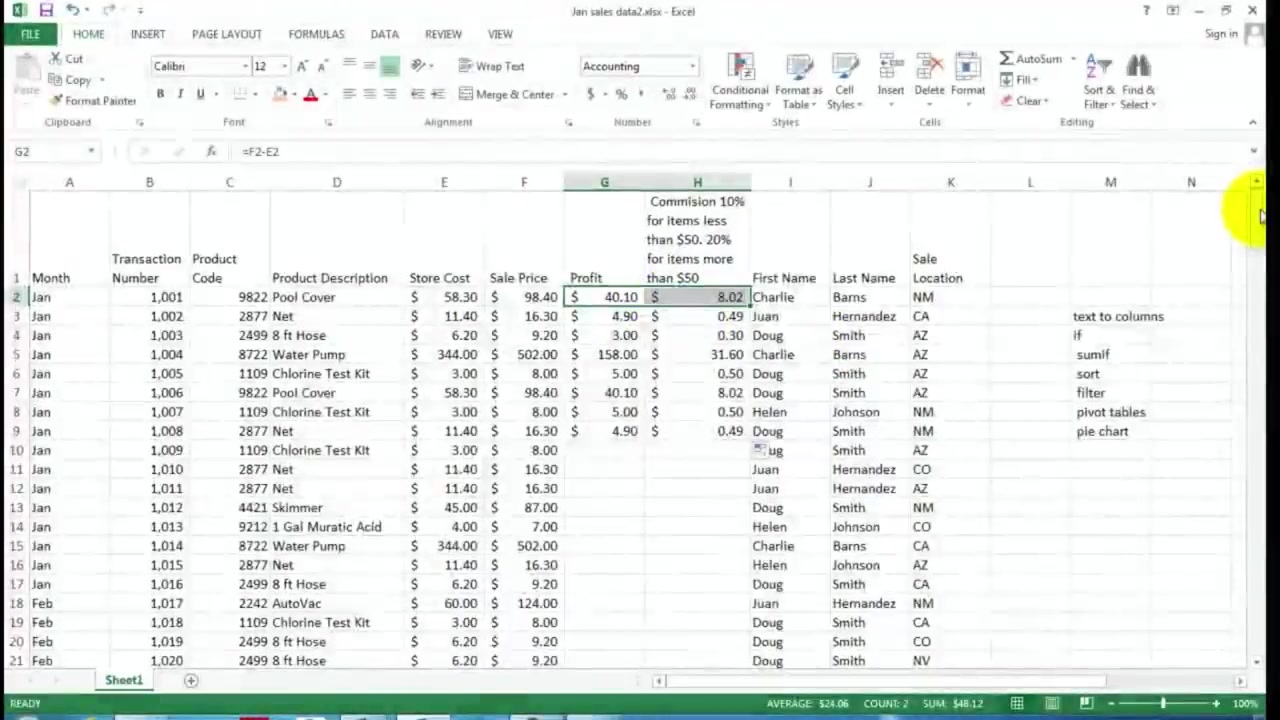 Jan sales data2.xlsx - Excel
FILE HOME INSERT PAGE LAYOUT FORMULAS DATA REVIEW VIEW Sign in
Cut
Copy
Paste
Format Painter
Clipboard
Calibri 12
B I U A
Font
Wrap Text
Merge & Center
Alignment
Accounting
$ % ,
Number
Conditional Formatting
Format as Table
Cell Styles
Styles
Insert Delete Format
Cells
AutoSum
Fill
Clear
Sort & Filter
Find & Select
Editing
G2 fx =F2-E2
A B C D E F G H I J K L M N
Commision 10%
for items less
than $50. 20%
Transaction Product for items more Sale
1 Month Number Code Product Description Store Cost Sale Price Profit than $50 First Name Last Name Location
2 Jan 1,001 9822 Pool Cover $ 58.30 $ 98.40 $ 40.10 $ 8.02 Charlie Barns NM
3 Jan 1,002 2877 Net $ 11.40 $ 16.30 $ 4.90 $ 0.49 Juan Hernandez CA text to columns
4 Jan 1,003 2499 8 ft Hose $ 6.20 $ 9.20 $ 3.00 $ 0.30 Doug Smith AZ if
5 Jan 1,004 8722 Water Pump $ 344.00 $ 502.00 $ 158.00 $ 31.60 Charlie Barns AZ sumif
6 Jan 1,005 1109 Chlorine Test Kit $ 3.00 $ 8.00 $ 5.00 $ 0.50 Doug Smith AZ sort
7 Jan 1,006 9822 Pool Cover $ 58.30 $ 98.40 $ 40.10 $ 8.02 Doug Smith AZ filter
8 Jan 1,007 1109 Chlorine Test Kit $ 3.00 $ 8.00 $ 5.00 $ 0.50 Helen Johnson NM pivot tables
9 Jan 1,008 2877 Net $ 11.40 $ 16.30 $ 4.90 $ 0.49 Doug Smith NM pie chart
10 Jan 1,009 1109 Chlorine Test Kit $ 3.00 $ 8.00 ug Smith AZ
11 Jan 1,010 2877 Net $ 11.40 $ 16.30 Juan Hernandez CO
12 Jan 1,011 2877 Net $ 11.40 $ 16.30 Juan Hernandez AZ
13 Jan 1,012 4421 Skimmer $ 45.00 $ 87.00 Doug Smith NM
14 Jan 1,013 9212 1 Gal Muratic Acid $ 4.00 $ 7.00 Helen Johnson CO
15 Jan 1,014 8722 Water Pump $ 344.00 $ 502.00 Charlie Barns CA
16 Jan 1,015 2877 Net $ 11.40 $ 16.30 Helen Johnson AZ
17 Jan 1,016 2499 8 ft Hose $ 6.20 $ 9.20 Doug Smith CA
18 Feb 1,017 2242 AutoVac $ 60.00 $ 124.00 Juan Hernandez NM
19 Feb 1,018 1109 Chlorine Test Kit $ 3.00 $ 8.00 Doug Smith CA
20 Feb 1,019 2499 8 ft Hose $ 6.20 $ 9.20 Doug Smith CO
21 Feb 1,020 2499 8 ft Hose $ 6.20 $ 9.20 Doug Smith NV
Sheet1
READY AVERAGE: $24.06 COUNT: 2 SUM: $48.12 100%